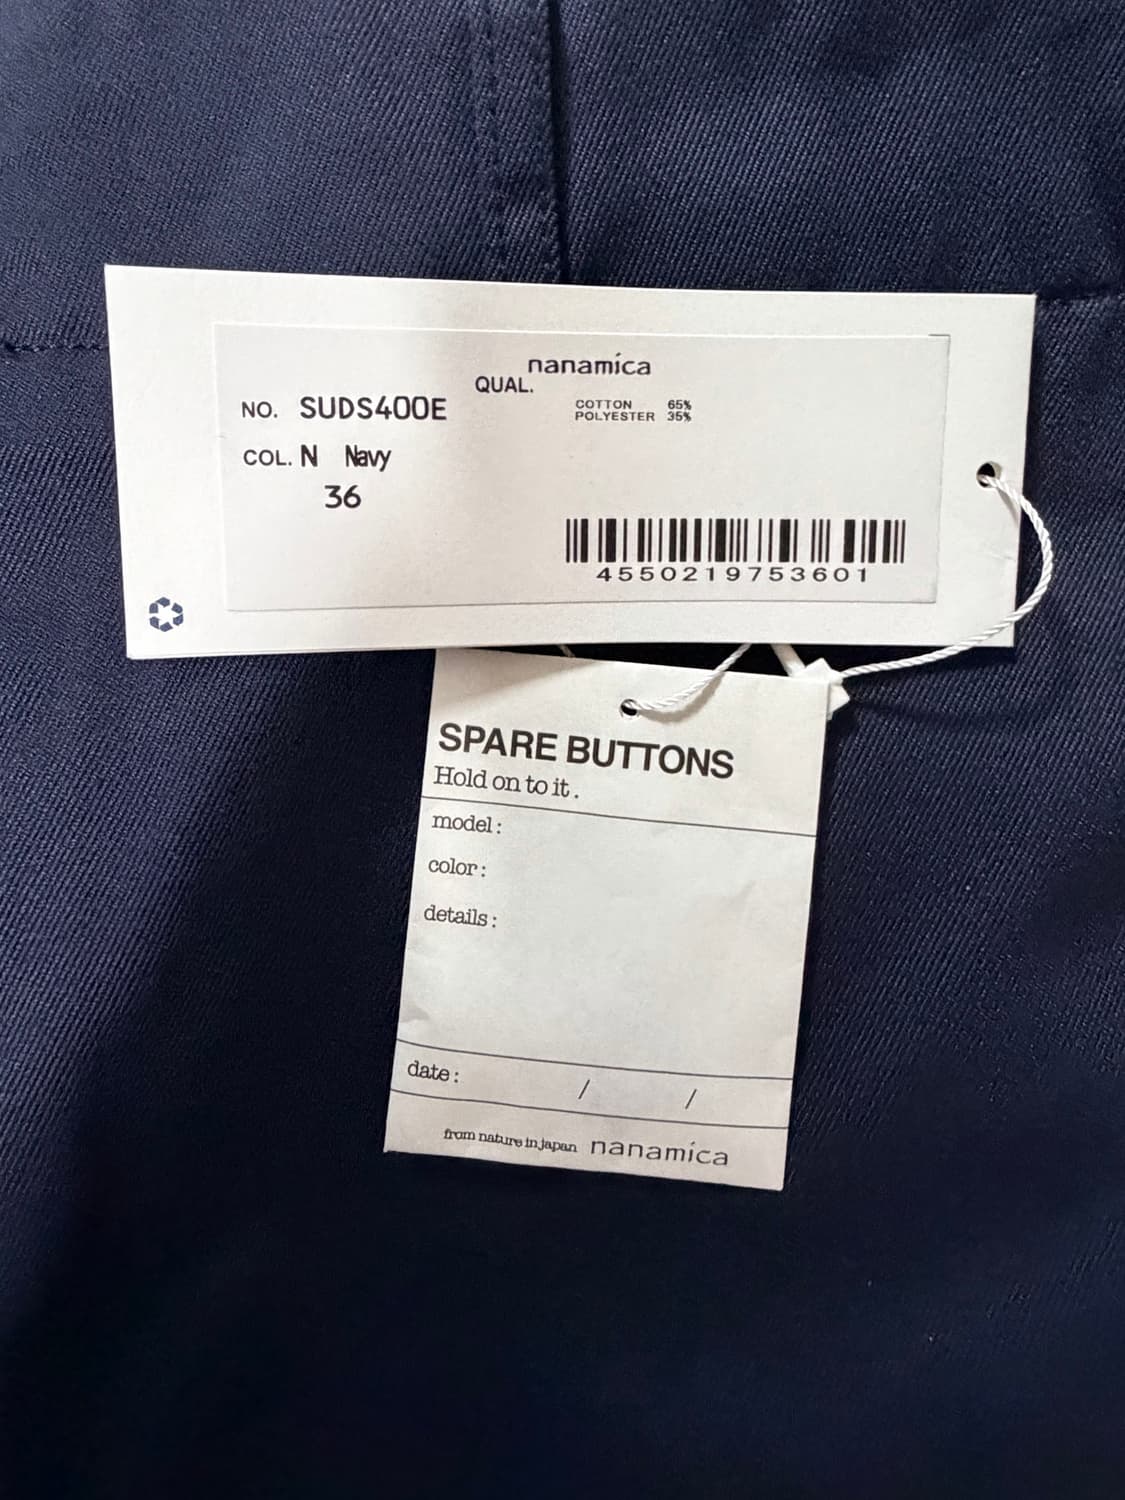 nanamica
QUAL.
NO. SUDS400E
COTTON 65%
POLYESTER 35%
COL. N Navy
36
4550219753601
SPARE BUTTONS
Hold on to it.
model:
color:
details:
date: / /
from nature in japan nanamica